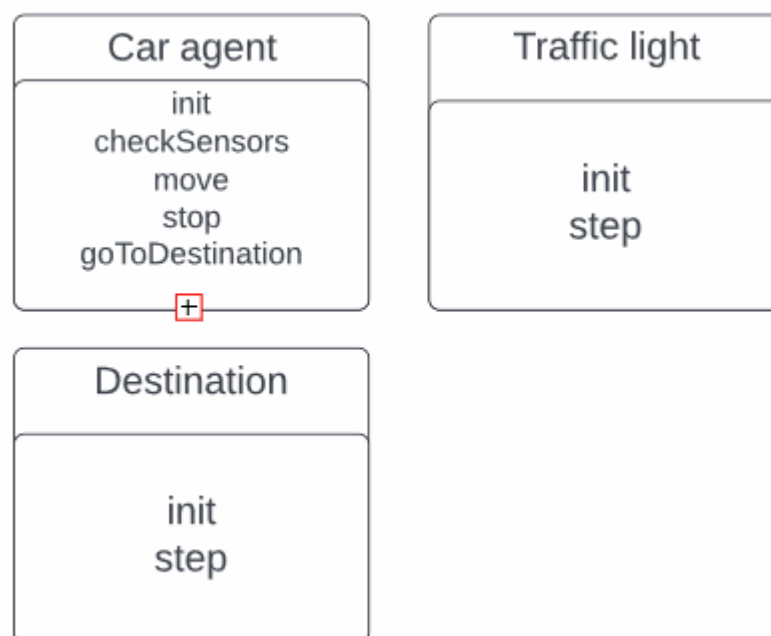 Car agent
init
checkSensors
move
stop
goToDestination
Traffic light
init
step
Destination
init
step